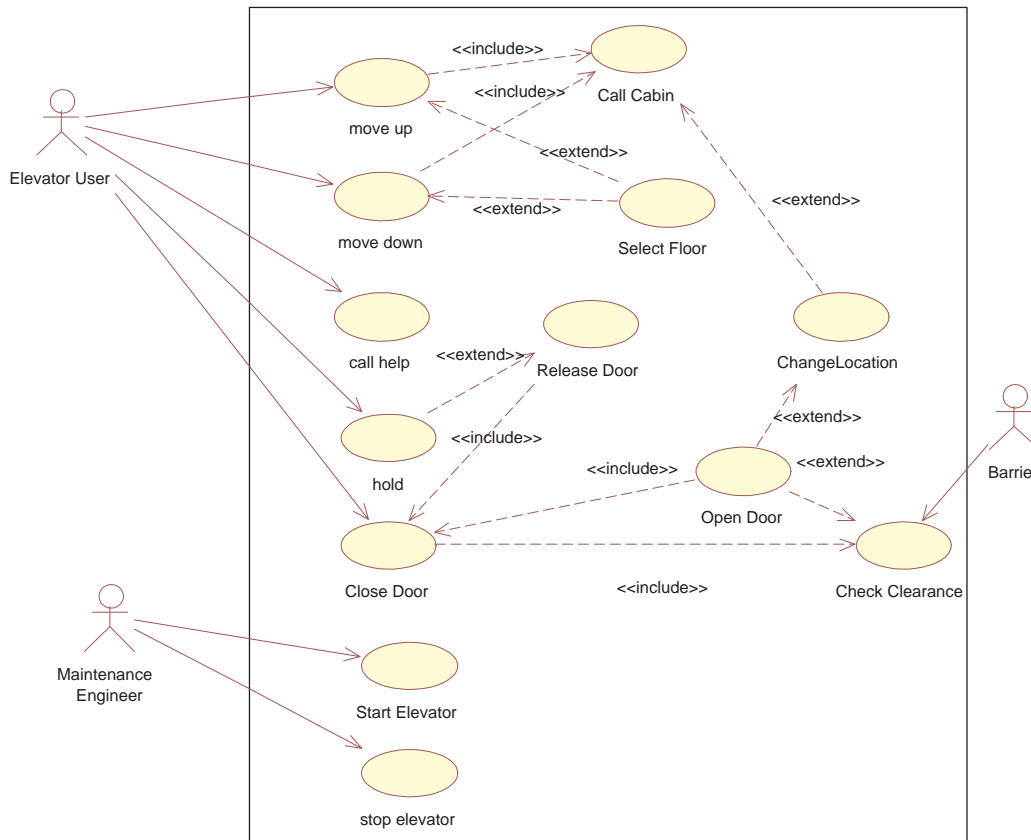 <<include>>
Call Cabin
<<include>>
move up
Elevator User
<<extend>>
<<extend>>
<<extend>>
move down
Select Floor
call help
<<extend>>
Release Door
ChangeLocation
<<extend>>
<<include>>
<<include>>
<<extend>>
hold
Open Door
Barrie
Close Door
<<include>>
Check Clearance
Maintenance
Engineer
Start Elevator
stop elevator